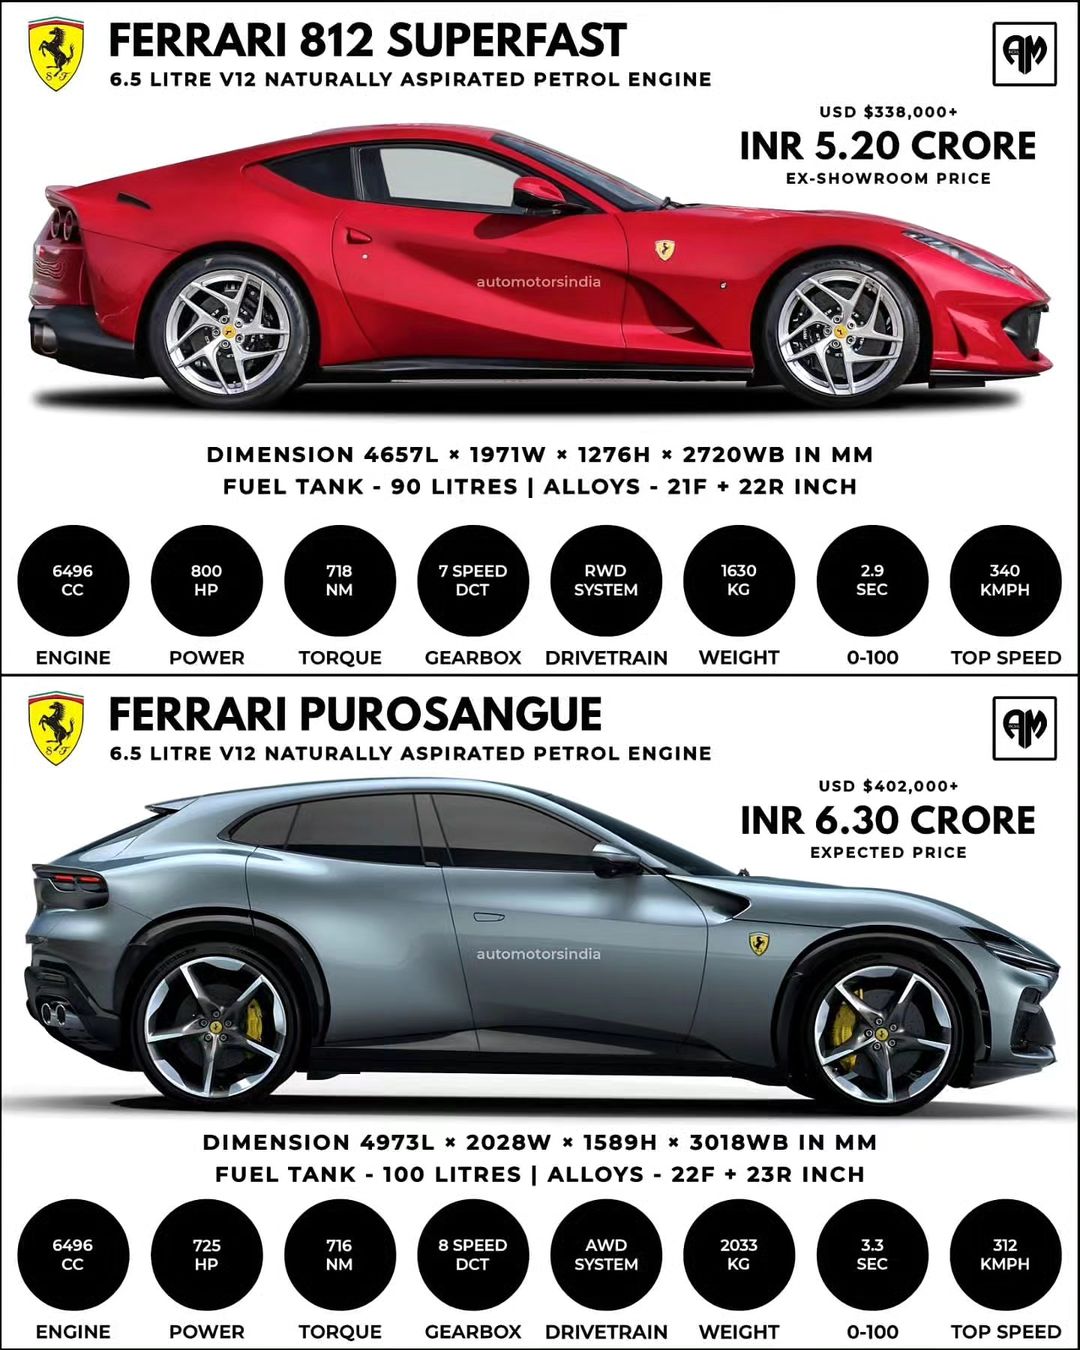 FERRARI 812 SUPERFAST
6.5 LITRE V12 NATURALLY ASPIRATED PETROL ENGINE
AM
USD $338,000+
INR 5.20 CRORE
EX-SHOWROOM PRICE
automotorsindia
DIMENSION 4657L × 1971W × 1276H × 2720WB IN MM
FUEL TANK - 90 LITRES | ALLOYS - 21F + 22R INCH
6496 CC
800 HP
718 NM
7 SPEED DCT
RWD SYSTEM
1630 KG
2.9 SEC
340 KMPH
ENGINE POWER TORQUE GEARBOX DRIVETRAIN WEIGHT 0-100 TOP SPEED
S F
FERRARI PUROSANGUE
6.5 LITRE V12 NATURALLY ASPIRATED PETROL ENGINE
AM
USD $402,000+
INR 6.30 CRORE
EXPECTED PRICE
automotorsindia
DIMENSION 4973L × 2028W × 1589H × 3018WB IN MM
FUEL TANK - 100 LITRES | ALLOYS - 22F + 23R INCH
6496 CC
725 HP
716 NM
8 SPEED DCT
AWD SYSTEM
2033 KG
3.3 SEC
312 KMPH
ENGINE POWER TORQUE GEARBOX DRIVETRAIN WEIGHT 0-100 TOP SPEED
S F